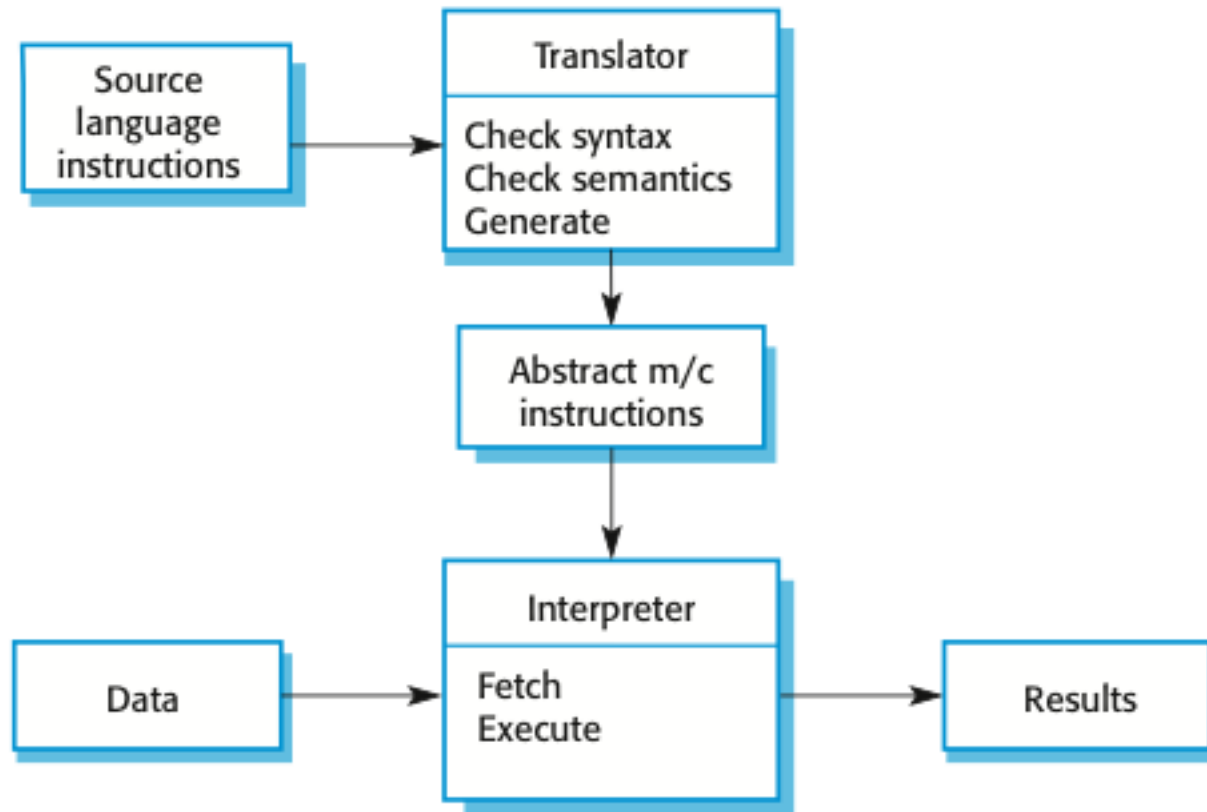 Source
language
instructions
Translator
Check syntax
Check semantics
Generate
Abstract m/c
instructions
Interpreter
Fetch
Execute
Data
Results